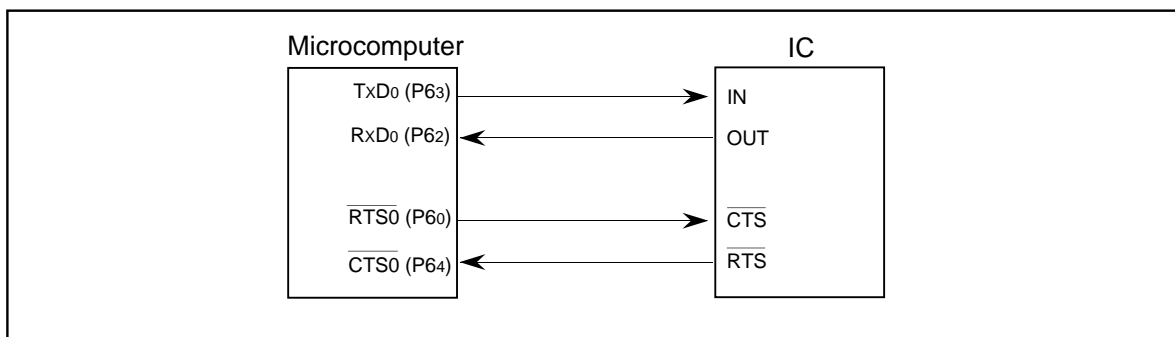 Microcomputer
IC
TxD0 (P63)
IN
RxD0 (P62)
OUT
RTS0 (P60)
CTS
CTS0 (P64)
RTS